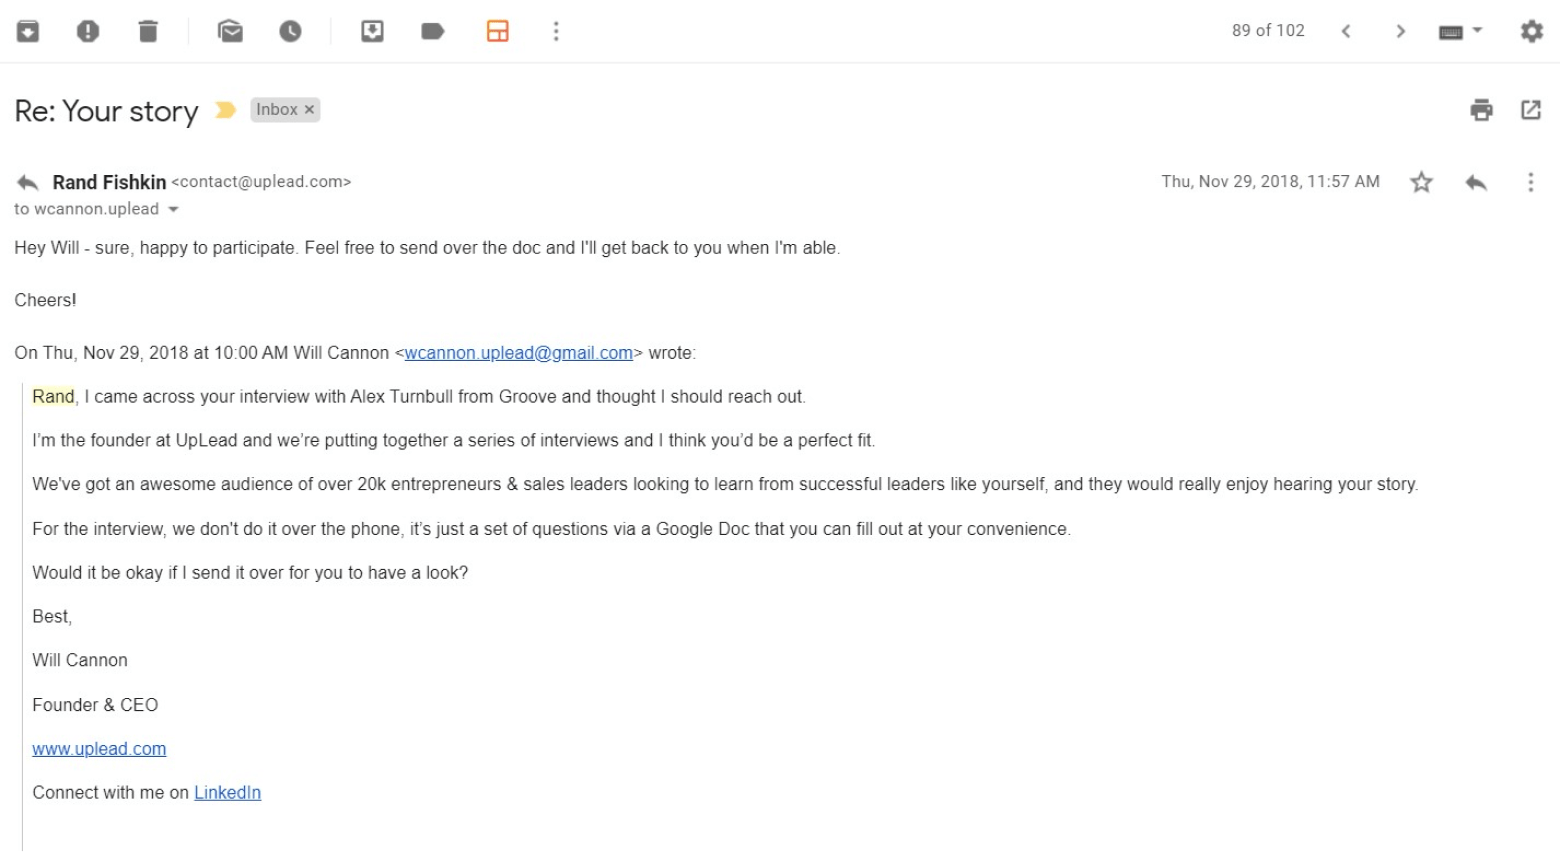 89 of 102
Re: Your story Inbox ×
Rand Fishkin <contact@uplead.com> Thu, Nov 29, 2018, 11:57 AM
to wcannon.uplead
Hey Will - sure, happy to participate. Feel free to send over the doc and I'll get back to you when I'm able.
Cheers!
On Thu, Nov 29, 2018 at 10:00 AM Will Cannon <wcannon.uplead@gmail.com> wrote:
Rand, I came across your interview with Alex Turnbull from Groove and thought I should reach out.
I’m the founder at UpLead and we’re putting together a series of interviews and I think you’d be a perfect fit.
We've got an awesome audience of over 20k entrepreneurs & sales leaders looking to learn from successful leaders like yourself, and they would really enjoy hearing your story.
For the interview, we don't do it over the phone, it’s just a set of questions via a Google Doc that you can fill out at your convenience.
Would it be okay if I send it over for you to have a look?
Best,
Will Cannon
Founder & CEO
www.uplead.com
Connect with me on LinkedIn